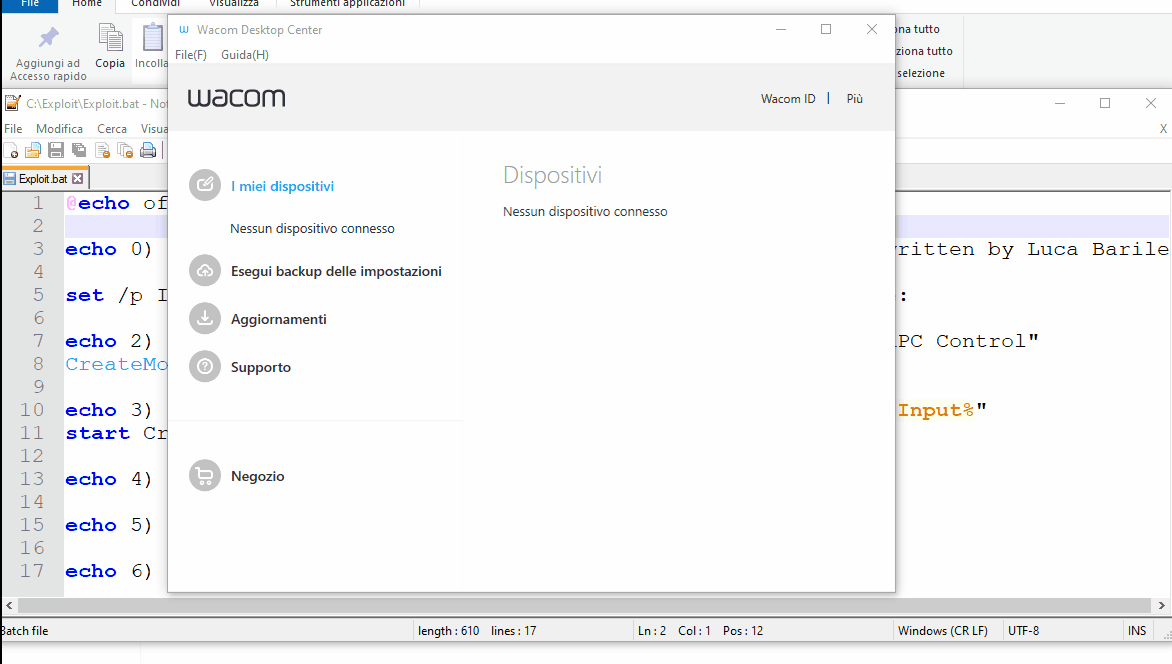 File Home Condividi Visualizza Strumenti applicazioni
Aggiungi ad
Accesso rapido
Copia
Incolla
ona tutto
ziona tutto
selezione
C:\Exploit\Exploit.bat - Not
File Modifica Cerca Visua
X
Exploit.bat
Wacom Desktop Center
File(F) Guida(H)
wacom
Wacom ID | Più
I miei dispositivi
Nessun dispositivo connesso
Esegui backup delle impostazioni
Aggiornamenti
Supporto
Negozio
Dispositivi
Nessun dispositivo connesso
1 @echo of
2
3 echo 0) ritten by Luca Barile
4
5 set /p I :
6
7 echo 2) PC Control"
8 CreateMo
9
10 echo 3) Input%"
11 start Cr
12
13 echo 4)
14
15 echo 5)
16
17 echo 6)
Batch file length : 610 lines : 17 Ln : 2 Col : 1 Pos : 12 Windows (CR LF) UTF-8 INS